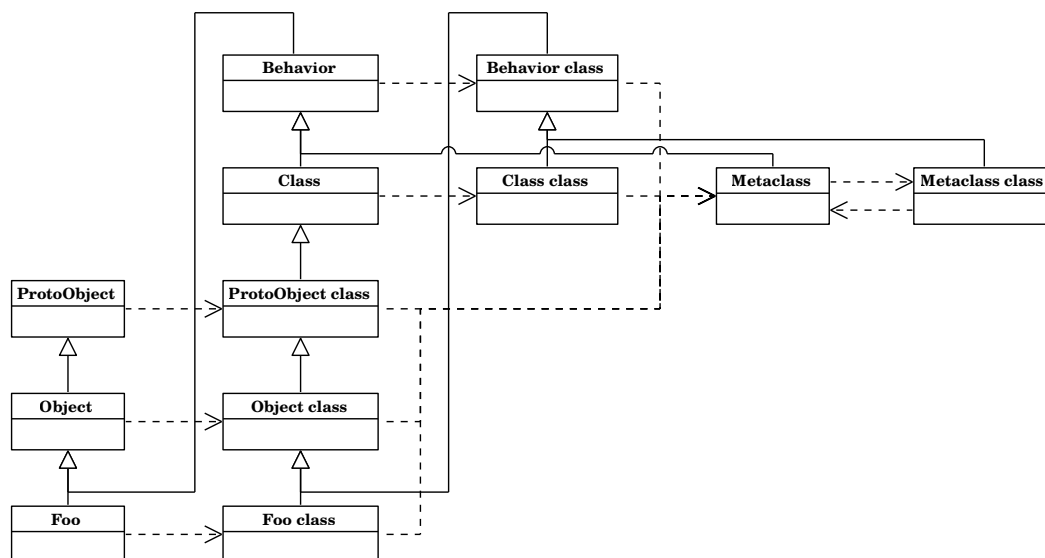 Behavior
Behavior class
Class
Class class
Metaclass
Metaclass class
ProtoObject
ProtoObject class
Object
Object class
Foo
Foo class